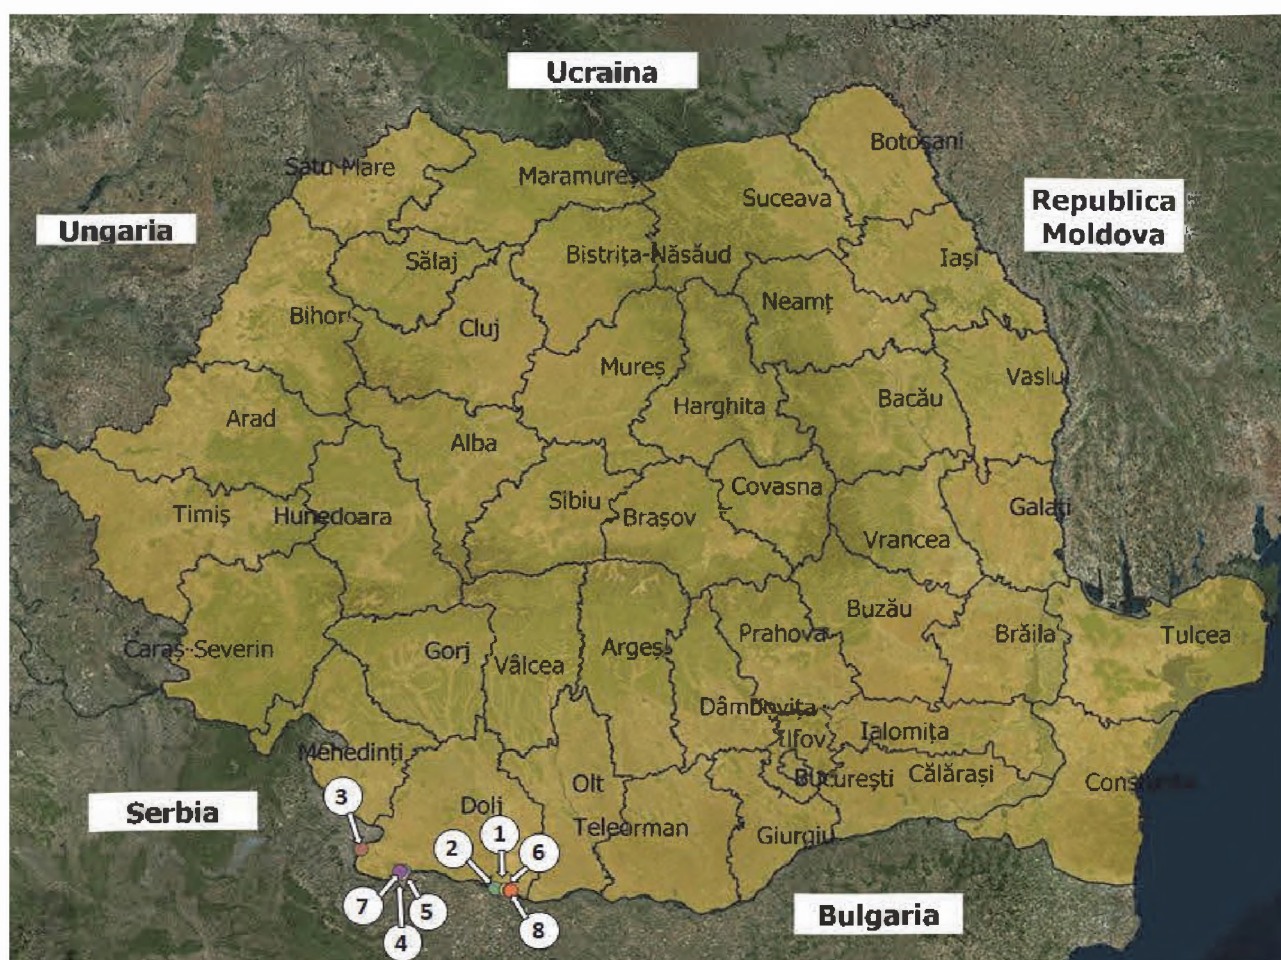 Ucraina
Botoșani
Satu Mare
Maramureș
Suceava
Republica
Moldova
Ungaria
Sălaj
Bistrița-Năsăud
Iași
Bihor
Cluj
Neamț
Mureș
Vaslui
Arad
Harghita
Bacău
Alba
Covasna
Timiș
Hunedoara
Sibiu
Brașov
Galați
Vrancea
Buzău
Caraș-Severin
Gorj
Vâlcea
Argeș
Prahova
Brăila
Tulcea
Dâmbovița
Ilfov
Ialomița
Mehedinți
București
Călărași
Constanța
Olt
Dolj
Teleorman
Giurgiu
Serbia
3
2
1
6
7
5
4
8
Bulgaria